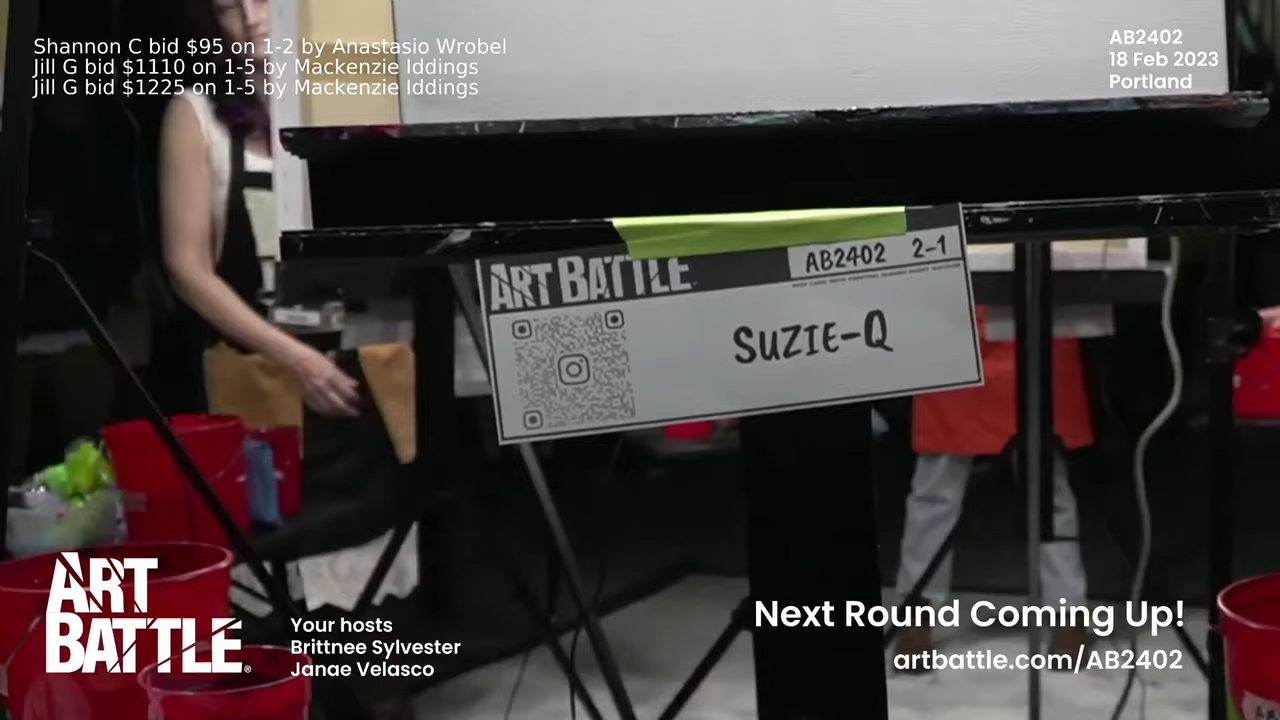 Shannon C bid $95 on 1-2 by Anastasio Wrobel
Jill G bid $1110 on 1-5 by Mackenzie Iddings
Jill G bid $1225 on 1-5 by Mackenzie Iddings
AB2402
18 Feb 2023
Portland
ART BATTLE
AB2402 2-1
SUZIE-Q
ART
BATTLE®
Your hosts
Brittnee Sylvester
Janae Velasco
Next Round Coming Up!
artbattle.com/AB2402